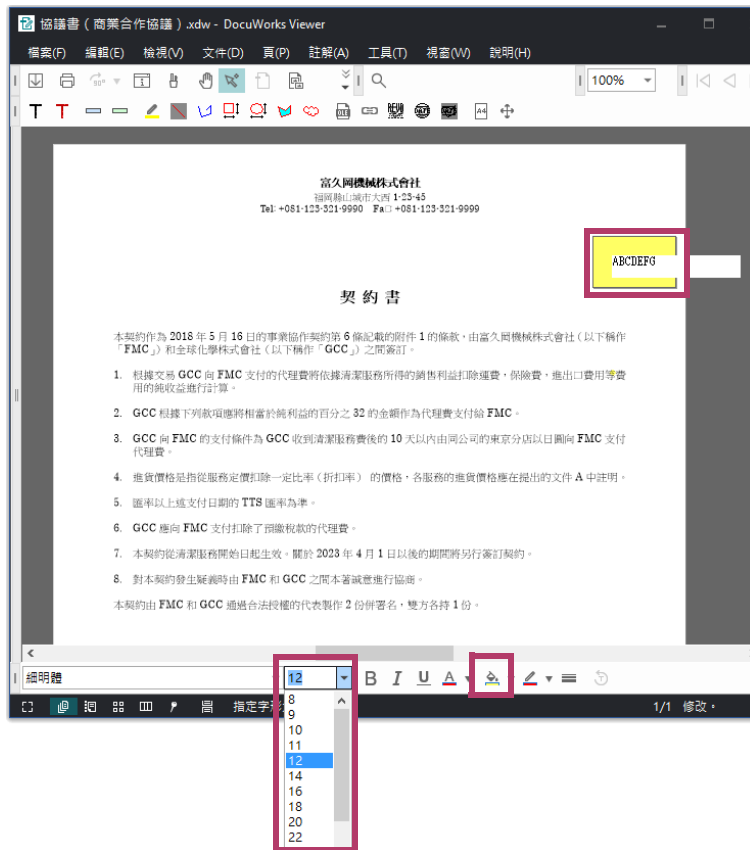 協議書（商業合作協議）.xdw - DocuWorks Viewer
檔案(F) 編輯(E) 檢視(V) 文件(D) 頁(P) 註解(A) 工具(T) 視窗(W) 說明(H)
100%
富久岡機械株式會社
福岡縣山城市大西 1-23-45
Tel: +081-123-321-9990 Fa□ +081-123-321-9999
ABCDEFG
契 約 書
本契約作為 2018 年 5 月 16 日的事業協作契約第 6 條記載的附件 1 的條款，由富久岡機械株式會社（以下稱作
「FMC」）和全球化學株式會社（以下稱作「GCC」）之間簽訂。
1. 根據交易 GCC 向 FMC 支付的代理費將依據清潔服務所得的銷售利益扣除運費，保險費，進出口費用等費
用的純收益進行計算。
2. GCC 根據下列款項應將相當於純利益的百分之 32 的金額作為代理費支付給 FMC。
3. GCC 向 FMC 的支付條件為 GCC 收到清潔服務費後的 10 天以內由同公司的東京分店以日圓向 FMC 支付
代理費。
4. 進貨價格是指從服務定價扣除一定比率（折扣率） 的價格，各服務的進貨價格應在提出的文件 A 中註明。
5. 匯率以上述支付日期的 TTS 匯率為準。
6. GCC 應向 FMC 支付扣除了預繳稅款的代理費。
7. 本契約從清潔服務開始日起生效。關於 2023 年 4 月 1 日以後的期間將另行簽訂契約。
8. 對本契約發生疑義時由 FMC 和 GCC 之間本著誠意進行協商。
本契約由 FMC 和 GCC 通過合法授權的代表製作 2 份併署名，雙方各持 1 份。
細明體 12 B I U A
指定字形 1/1 修改。
8
9
10
11
12
14
16
18
20
22